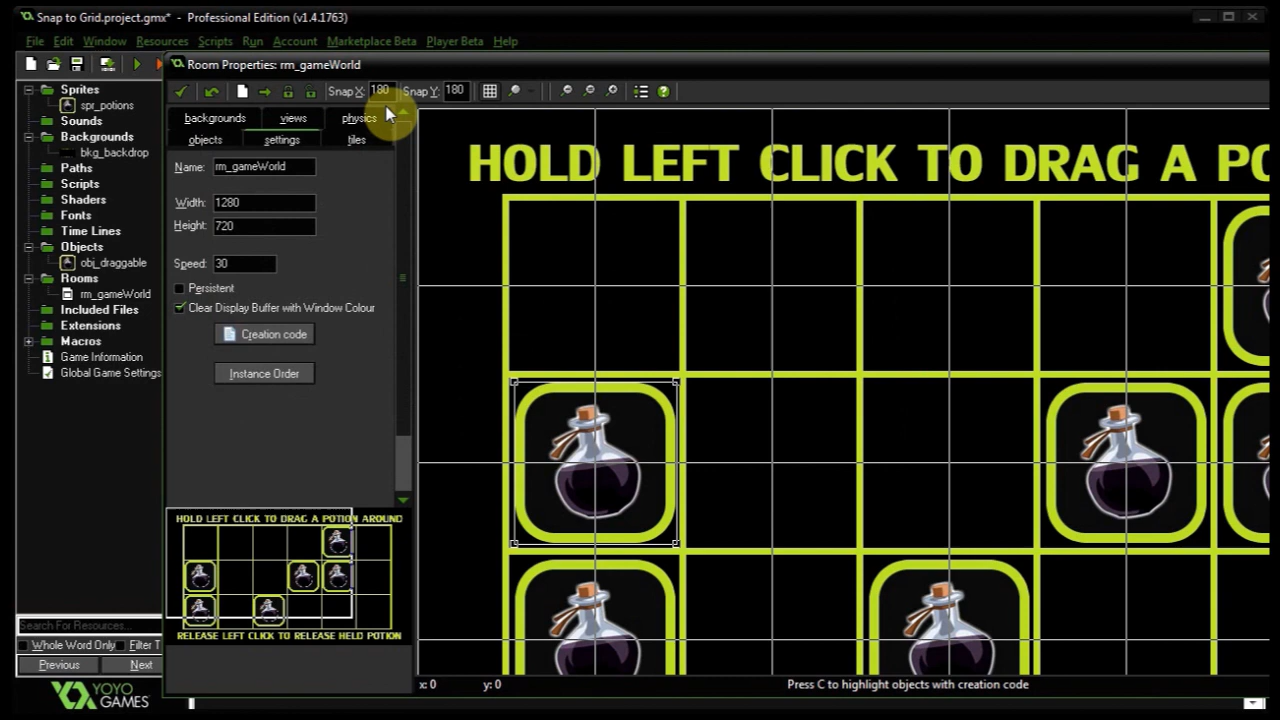 Snap to Grid.project.gmx* - Professional Edition (v1.4.1763)
File Edit Window Resources Scripts Run Account Marketplace Beta Player Beta Help
Room Properties: rm_gameWorld
Snap X: 180 Snap Y: 180
Sprites
spr_potions
Sounds
Backgrounds
bkg_backdrop
Paths
Scripts
Shaders
Fonts
Time Lines
Objects
obj_draggable
Rooms
rm_gameWorld
Included Files
Extensions
Macros
Game Information
Global Game Settings
Search For Resources...
Whole Word Only Filter T
Previous Next
YOYO
GAMES
backgrounds views physics
objects settings tiles
Name: rm_gameWorld
Width: 1280
Height: 720
Speed: 30
Persistent
Clear Display Buffer with Window Colour
Creation code
Instance Order
HOLD LEFT CLICK TO DRAG A POTION AROUND
RELEASE LEFT CLICK TO RELEASE HELD POTION
HOLD LEFT CLICK TO DRAG A PO
x: 0 y: 0 Press C to highlight objects with creation code